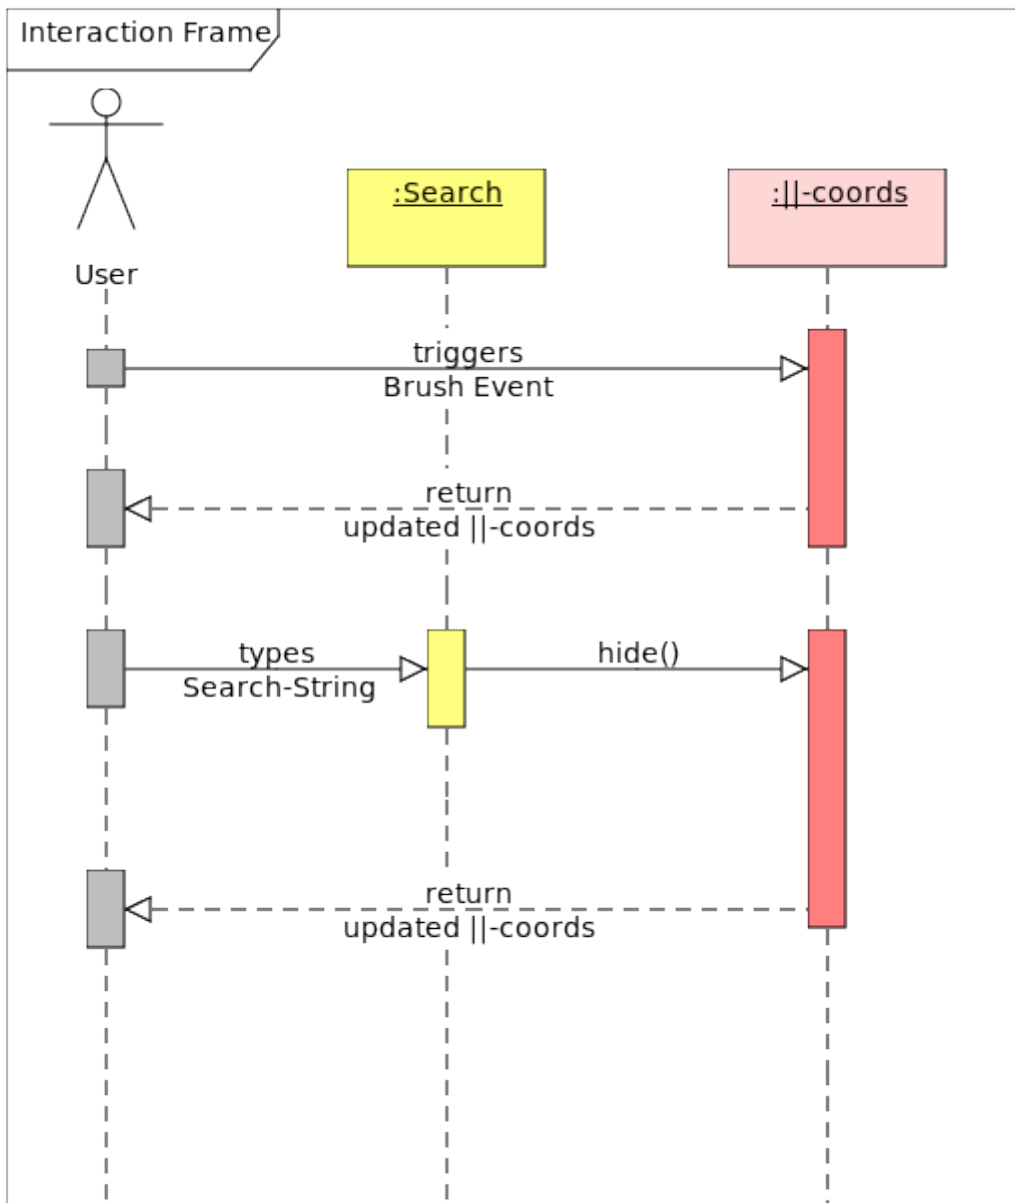 Interaction Frame
User
:Search
:||-coords
triggers
Brush Event
return
updated ||-coords
types
Search-String
hide()
return
updated ||-coords